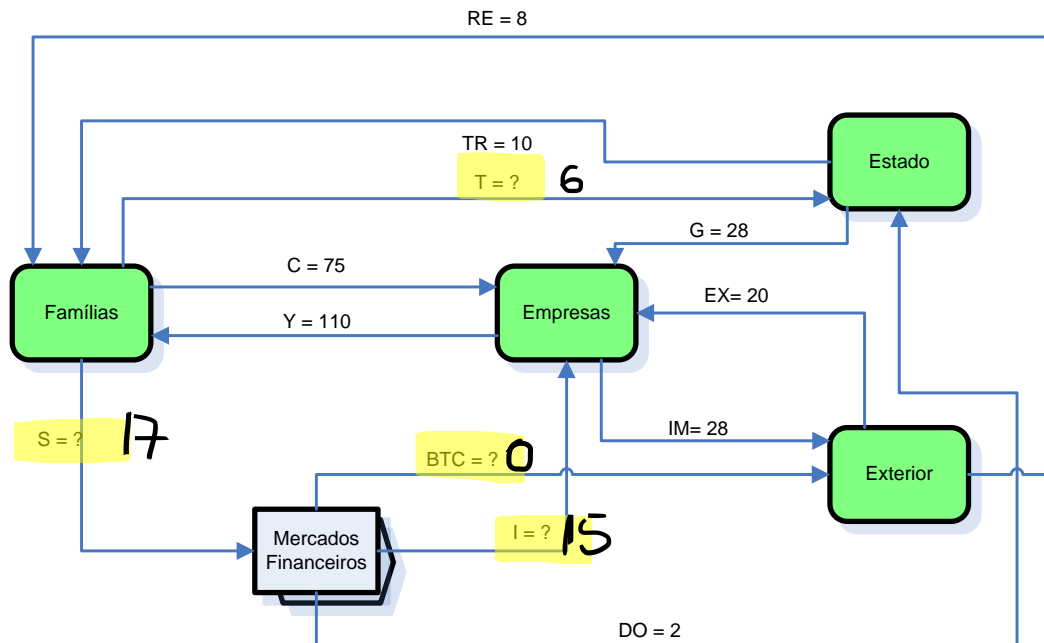 RE = 8
TR = 10
Estado
T = ? 6
G = 28
C = 75
EX= 20
Famílias
Empresas
Y = 110
S = ? 17
IM= 28
BTC = ? 0
Exterior
I = ? 15
Mercados
Financeiros
DO = 2